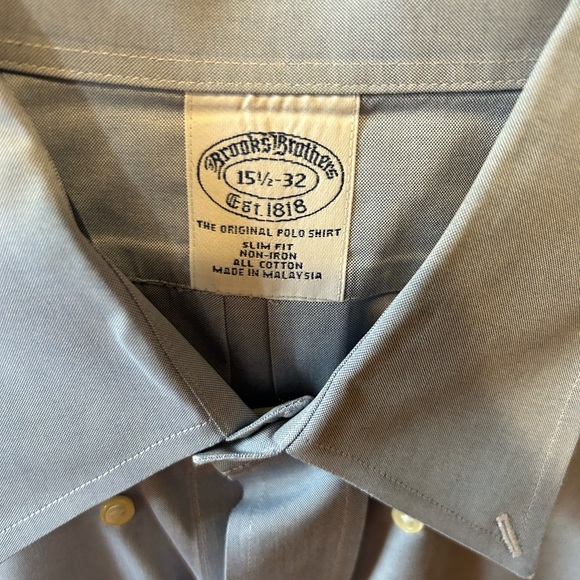 Brooks Brothers
15½-32
Est. 1818
THE ORIGINAL POLO SHIRT
SLIM FIT
NON-IRON
ALL COTTON
MADE IN MALAYSIA